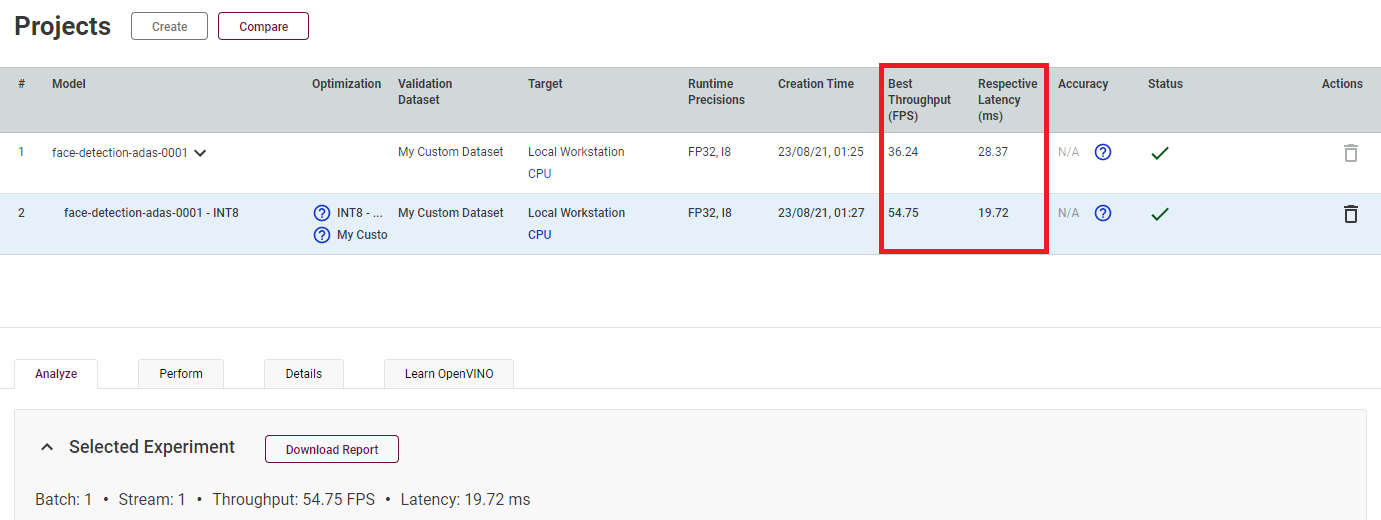 Projects Create Compare
# Model Optimization Validation Dataset Target Runtime Precisions Creation Time Best Throughput (FPS) Respective Latency (ms) Accuracy Status Actions
1 face-detection-adas-0001 My Custom Dataset Local Workstation FP32, I8 23/08/21, 01:25 36.24 28.37 N/A ?
CPU
2 face-detection-adas-0001 - INT8 ? INT8 - ... My Custom Dataset Local Workstation FP32, I8 23/08/21, 01:27 54.75 19.72 N/A ?
? My Custo CPU
Analyze Perform Details Learn OpenVINO
Selected Experiment Download Report
Batch: 1 • Stream: 1 • Throughput: 54.75 FPS • Latency: 19.72 ms